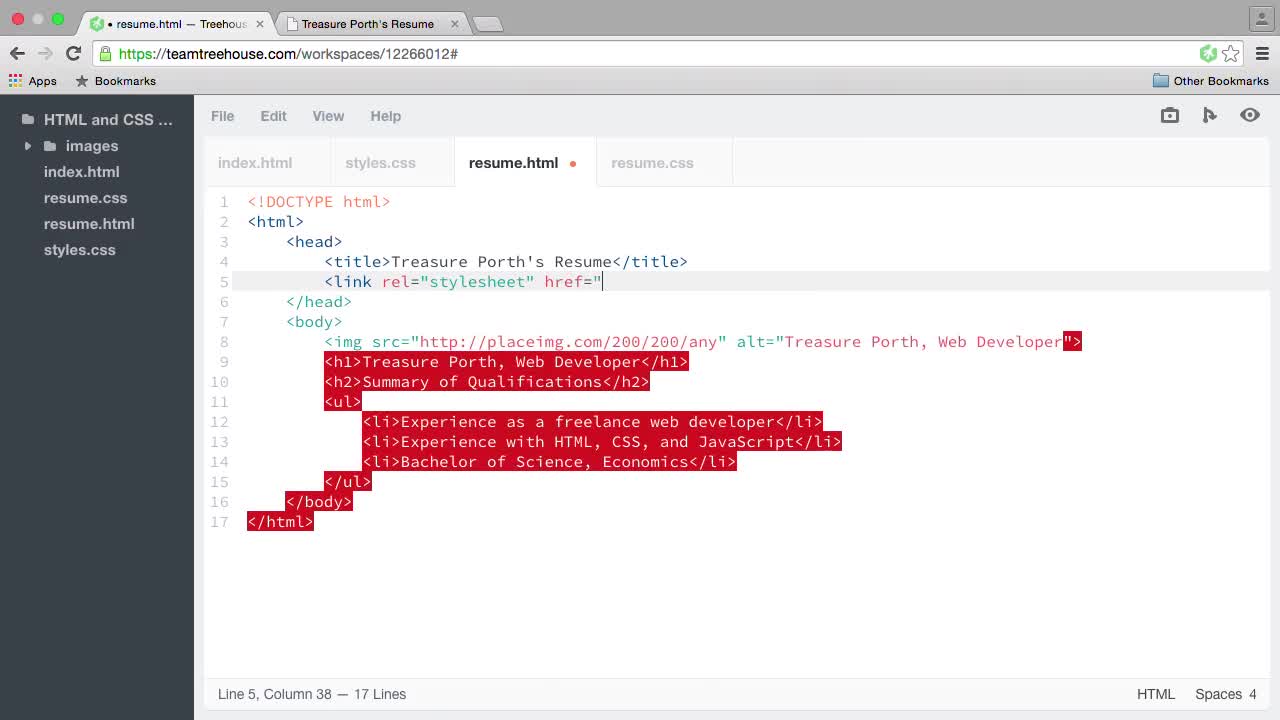 • resume.html — Treehous
Treasure Porth's Resume
https://teamtreehouse.com/workspaces/12266012#
Apps Bookmarks Other Bookmarks
HTML and CSS ...
images
index.html
resume.css
resume.html
styles.css
File Edit View Help
index.html styles.css resume.html resume.css
1 <!DOCTYPE html>
2 <html>
3 <head>
4 <title>Treasure Porth's Resume</title>
5 <link rel="stylesheet" href="
6 </head>
7 <body>
8 <img src="http://placeimg.com/200/200/any" alt="Treasure Porth, Web Developer">
9 <h1>Treasure Porth, Web Developer</h1>
10 <h2>Summary of Qualifications</h2>
11 <ul>
12 <li>Experience as a freelance web developer</li>
13 <li>Experience with HTML, CSS, and JavaScript</li>
14 <li>Bachelor of Science, Economics</li>
15 </ul>
16 </body>
17 </html>
Line 5, Column 38 — 17 Lines HTML Spaces 4